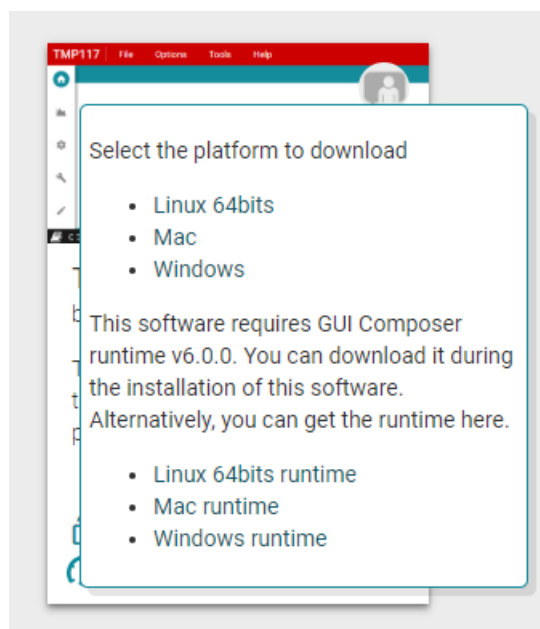 TMP117 File Options Tools Help
Select the platform to download
• Linux 64bits
• Mac
• Windows
This software requires GUI Composer
runtime v6.0.0. You can download it during
the installation of this software.
Alternatively, you can get the runtime here.
• Linux 64bits runtime
• Mac runtime
• Windows runtime